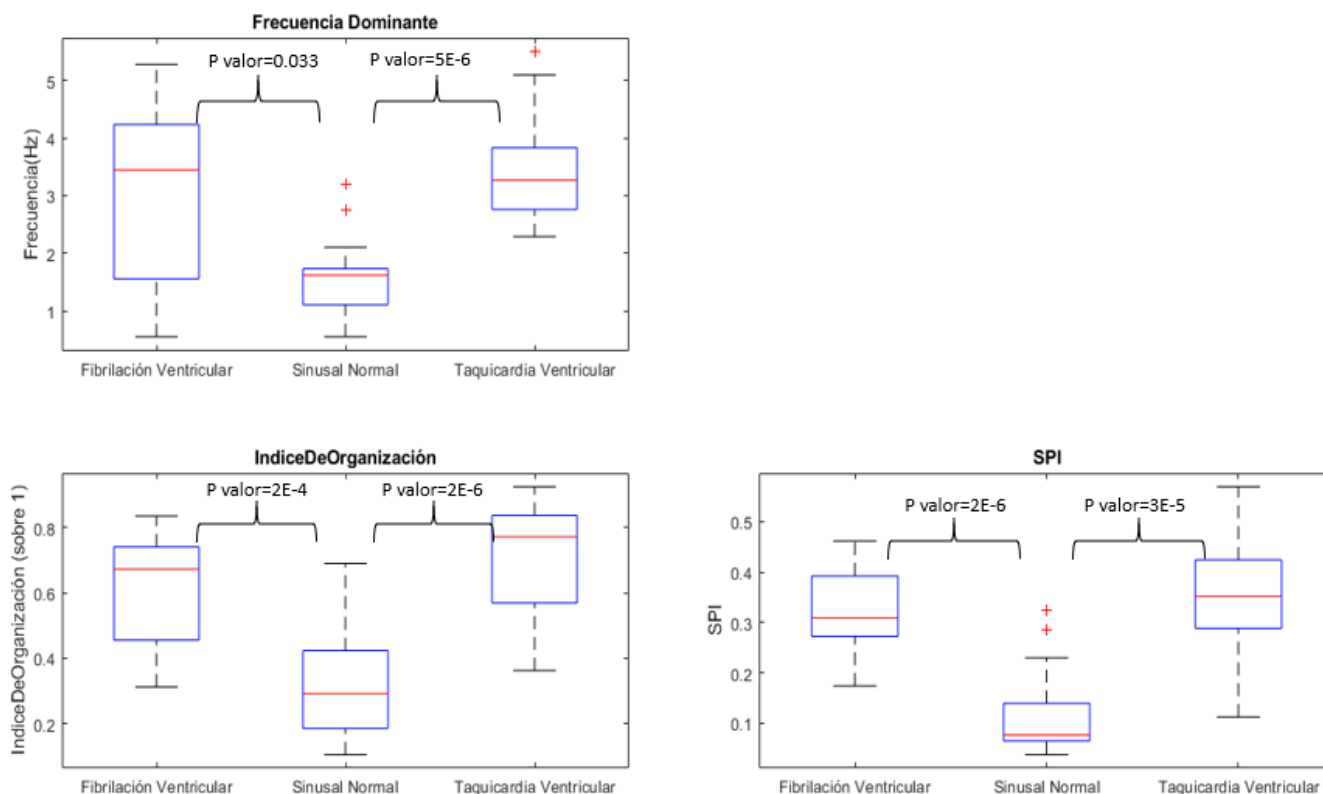 Frecuencia Dominante
P valor=0.033
P valor=5E-6
5
4
3
2
1
Frecuencia(Hz)
Fibrilación Ventricular
Sinusal Normal
Taquicardia Ventricular
IndiceDeOrganización
P valor=2E-4
P valor=2E-6
0.8
0.6
0.4
0.2
IndiceDeOrganización (sobre 1)
Fibrilación Ventricular
Sinusal Normal
Taquicardia Ventricular
SPI
P valor=2E-6
P valor=3E-5
0.5
0.4
0.3
0.2
0.1
SPI
Fibrilación Ventricular
Sinusal Normal
Taquicardia Ventricular